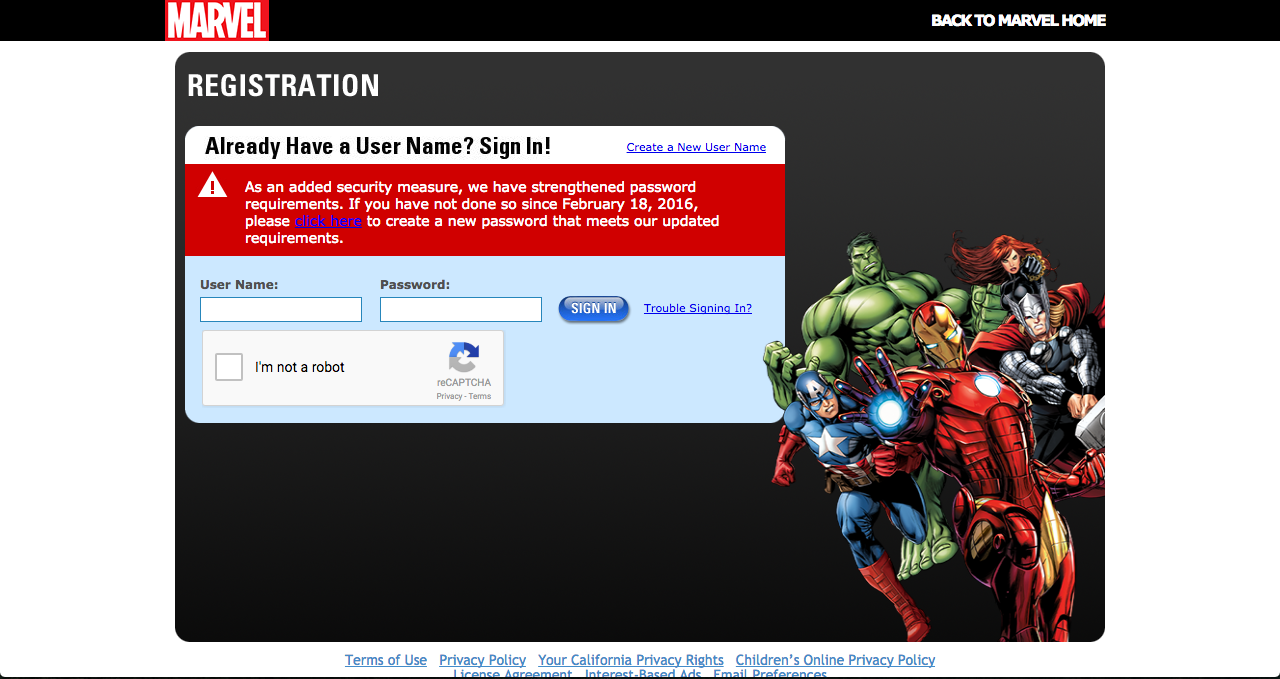 MARVEL
BACK TO MARVEL HOME
REGISTRATION
Already Have a User Name? Sign In!
Create a New User Name
As an added security measure, we have strengthened password
requirements. If you have not done so since February 18, 2016,
please click here to create a new password that meets our updated
requirements.
User Name:
Password:
SIGN IN
Trouble Signing In?
I'm not a robot
reCAPTCHA
Privacy - Terms
Terms of Use Privacy Policy Your California Privacy Rights Children's Online Privacy Policy
License Agreement Interest-Based Ads Email Preferences